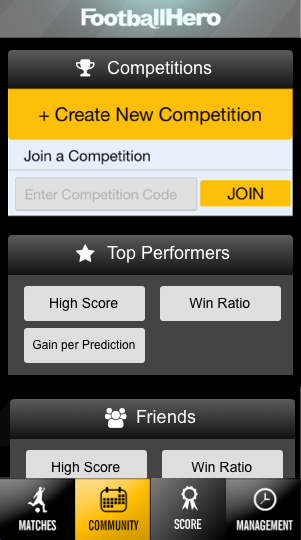 FootballHero
Competitions
+ Create New Competition
Join a Competition
Enter Competition Code
JOIN
Top Performers
High Score
Win Ratio
Gain per Prediction
Friends
High Score
Win Ratio
MATCHES
COMMUNITY
SCORE
MANAGEMENT